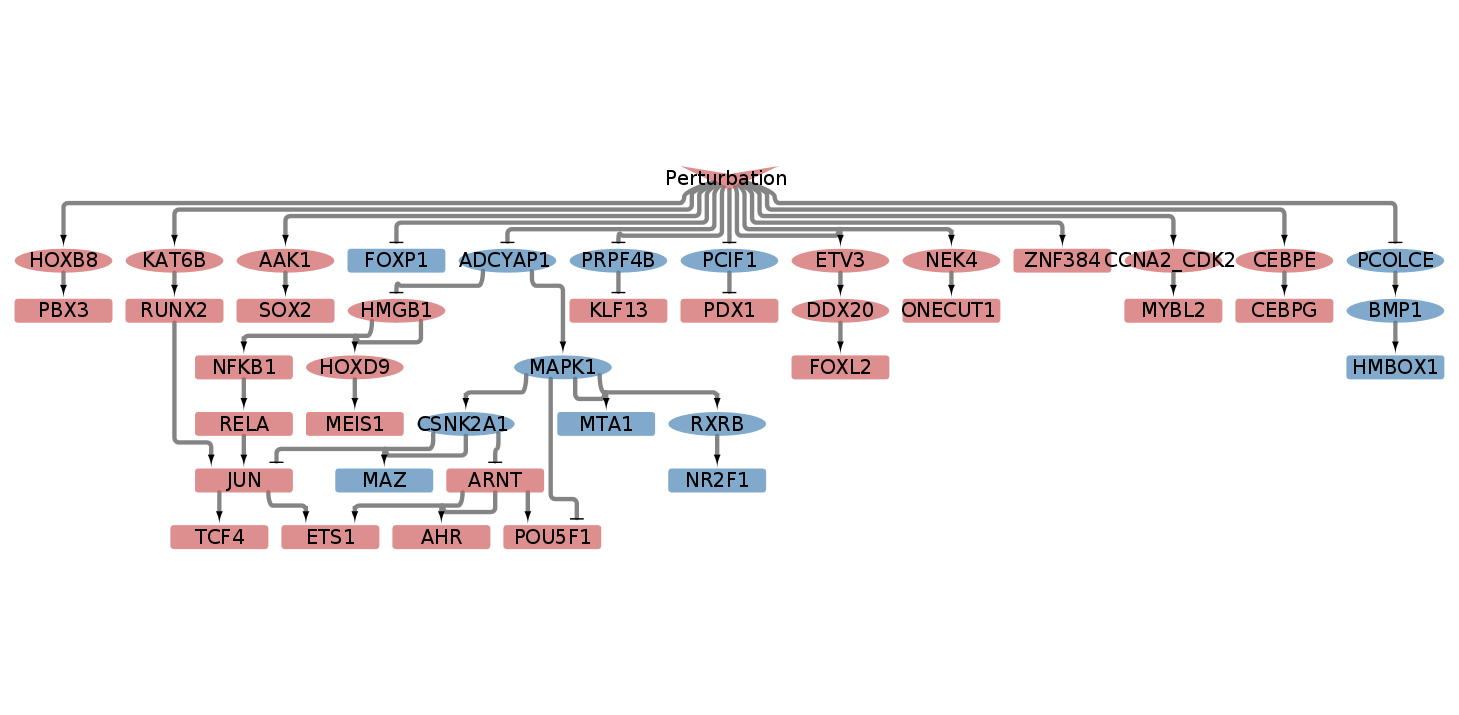 Perturbation
HOXB8 KAT6B AAK1 FOXP1 ADCYAP1 PRPF4B PCIF1 ETV3 NEK4 ZNF384 CCNA2_CDK2 CEBPE PCOLCE
PBX3 RUNX2 SOX2 HMGB1 KLF13 PDX1 DDX20 ONECUT1 MYBL2 CEBPG BMP1
NFKB1 HOXD9 MAPK1 FOXL2 HMBOX1
RELA MEIS1 CSNK2A1 MTA1 RXRB
JUN MAZ ARNT NR2F1
TCF4 ETS1 AHR POU5F1